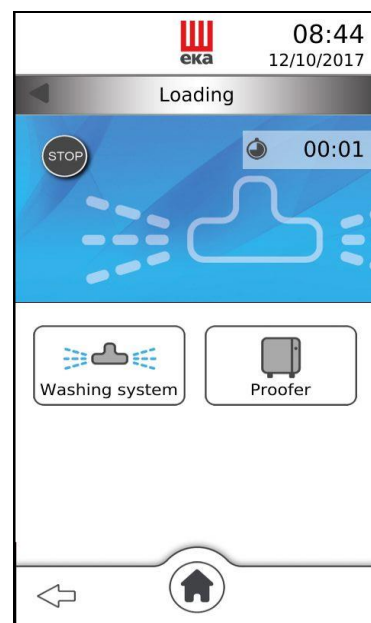 08:44
eka
12/10/2017
Loading
STOP
00:01
Washing system
Proofer